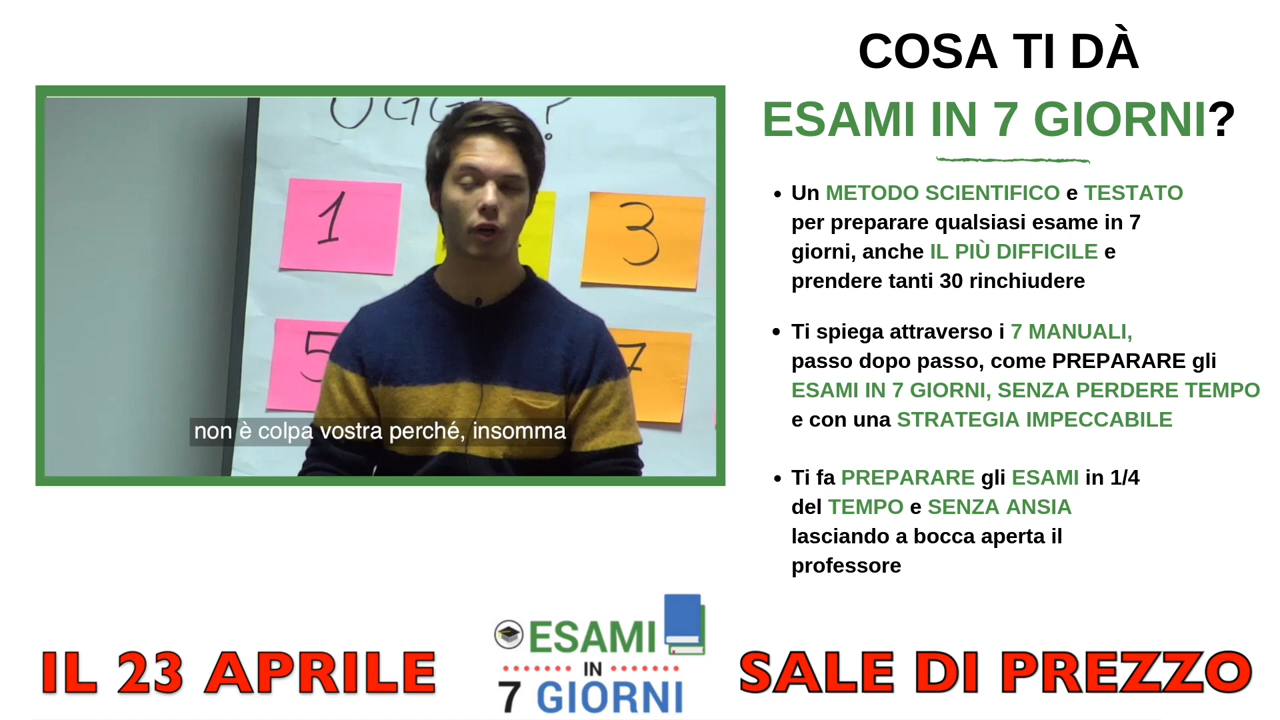 COSA TI DÀ
ESAMI IN 7 GIORNI?
1
3
5
7
non è colpa vostra perché, insomma
Un METODO SCIENTIFICO e TESTATO
per preparare qualsiasi esame in 7
giorni, anche IL PIÙ DIFFICILE e
prendere tanti 30 rinchiudere
Ti spiega attraverso i 7 MANUALI,
passo dopo passo, come PREPARARE gli
ESAMI IN 7 GIORNI, SENZA PERDERE TEMPO
e con una STRATEGIA IMPECCABILE
Ti fa PREPARARE gli ESAMI in 1/4
del TEMPO e SENZA ANSIA
lasciando a bocca aperta il
professore
IL 23 APRILE
ESAMI
IN
7 GIORNI
SALE DI PREZZO